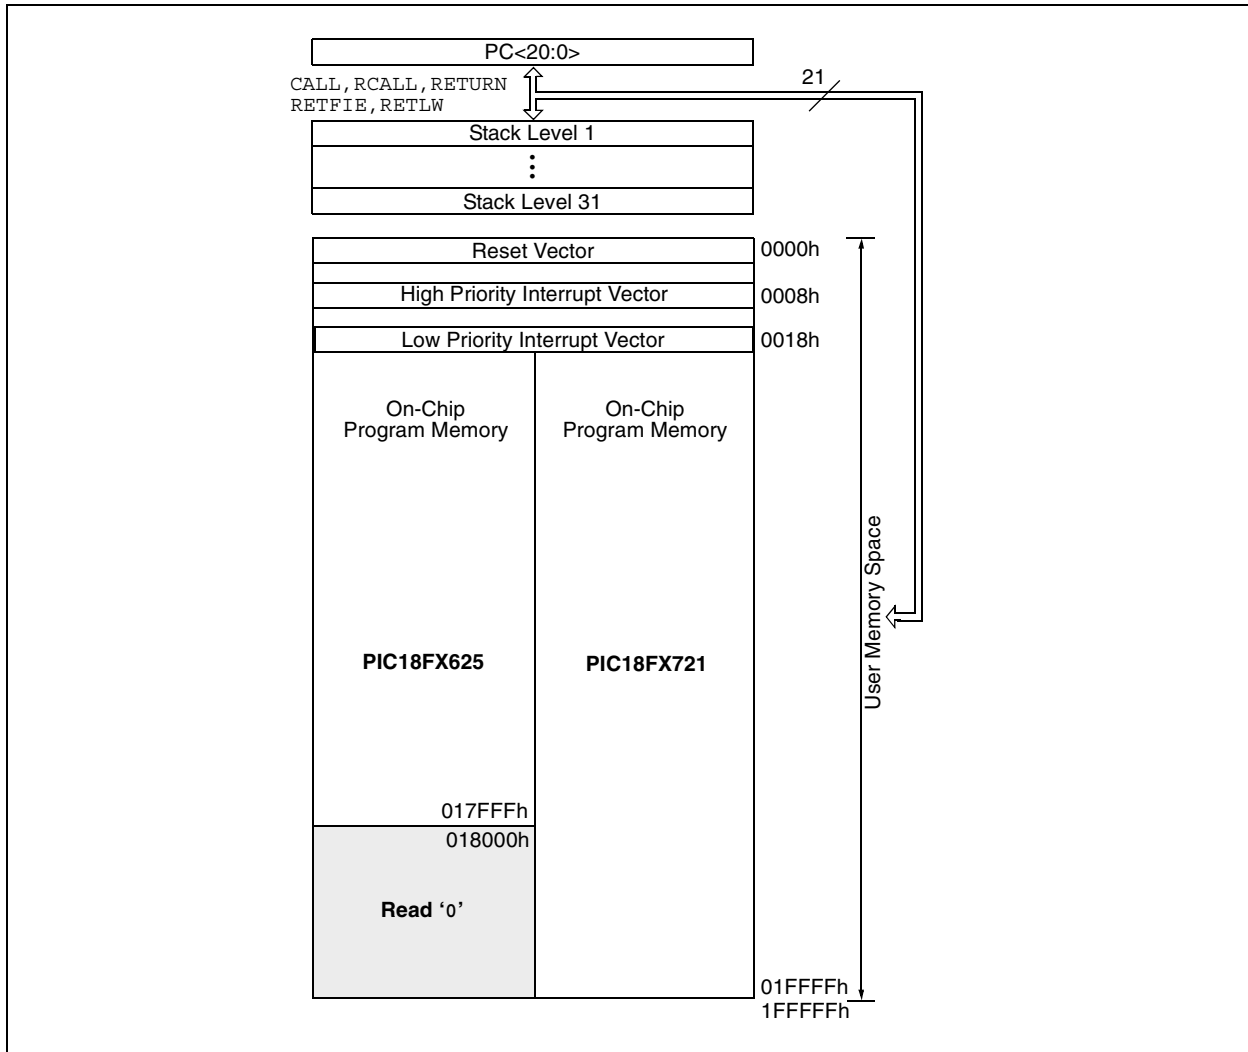 PC<20:0>
CALL,RCALL,RETURN
RETFIE,RETLW
21
Stack Level 1
Stack Level 31
Reset Vector
0000h
High Priority Interrupt Vector
0008h
Low Priority Interrupt Vector
0018h
On-Chip
Program Memory
On-Chip
Program Memory
PIC18FX625
PIC18FX721
User Memory Space
017FFFh
018000h
Read ‘0’
01FFFFh
1FFFFFh